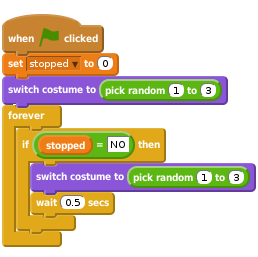 when clicked
set stopped to 0
switch costume to pick random 1 to 3
forever
if stopped = NO then
switch costume to pick random 1 to 3
wait 0.5 secs